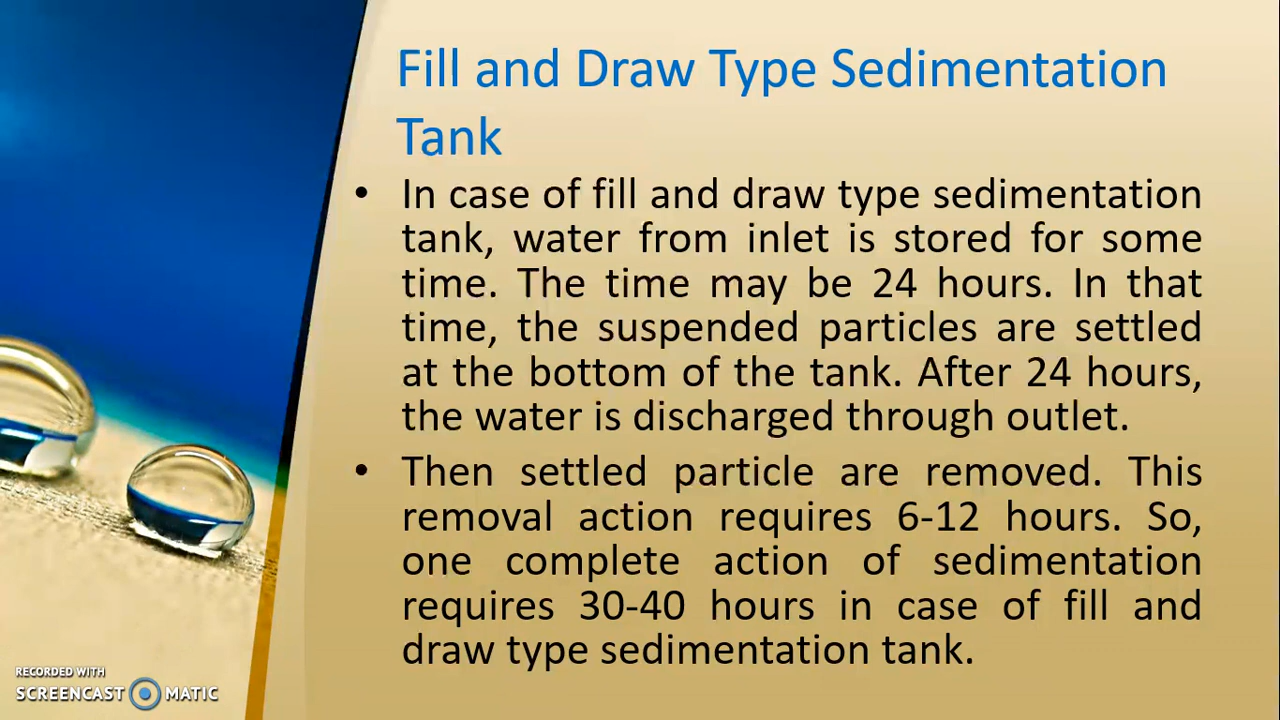 Fill and Draw Type Sedimentation
Tank
• In case of fill and draw type sedimentation
tank, water from inlet is stored for some
time. The time may be 24 hours. In that
time, the suspended particles are settled
at the bottom of the tank. After 24 hours,
the water is discharged through outlet.
• Then settled particle are removed. This
removal action requires 6-12 hours. So,
one complete action of sedimentation
requires 30-40 hours in case of fill and
draw type sedimentation tank.
RECORDED WITH
SCREENCAST MATIC